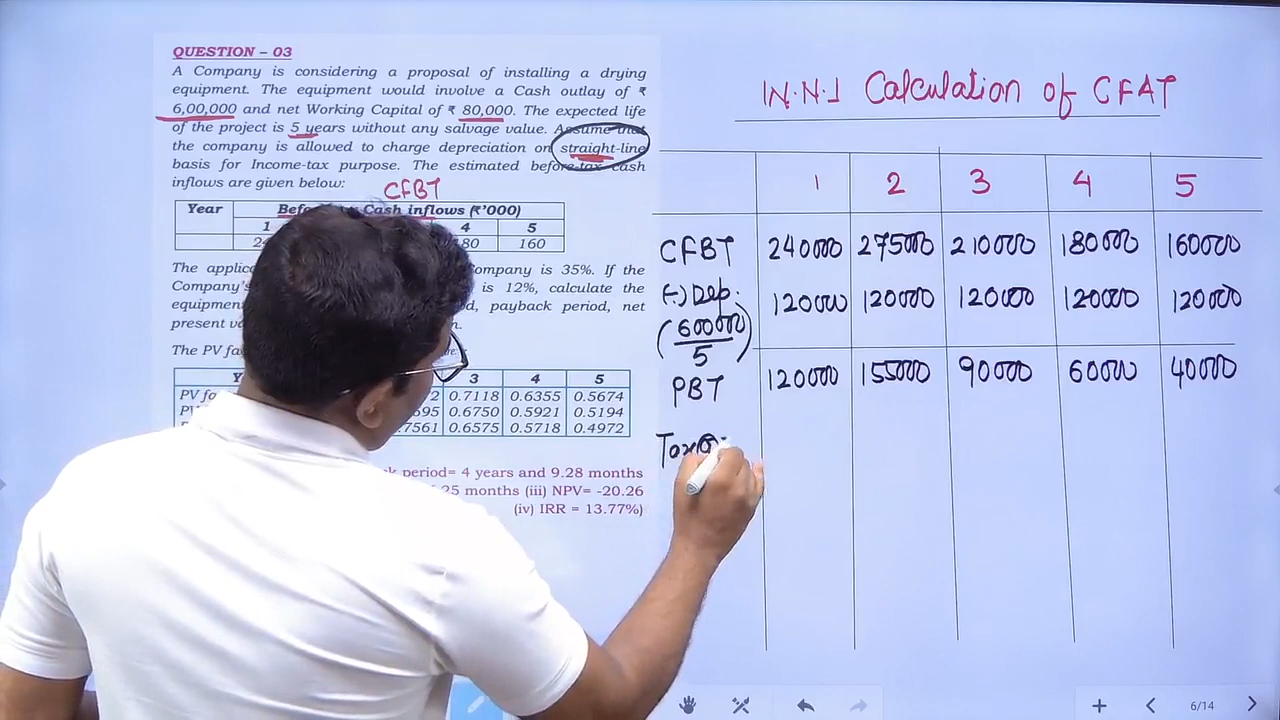 QUESTION – 03
A Company is considering a proposal of installing a drying
equipment. The equipment would involve a Cash outlay of ₹
6,00,000 and net Working Capital of ₹ 80,000. The expected life
of the project is 5 years without any salvage value. Assume that
the company is allowed to charge depreciation on straight-line
basis for Income-tax purpose. The estimated before-tax cash
inflows are given below:
CFBT
Year Cash inflows (₹'000)
1 4 5
160
The ompany is 35%. If the
Company's is 12%, calculate the
equipmen payback period, net
present
The PV
3 4 5
0.7118 0.6355 0.5674
0.6750 0.5921 0.5194
.7561 0.6575 0.5718 0.4972
period= 4 years and 9.28 months
25 months (iii) NPV= -20.26
(iv) IRR = 13.77%)
W.N.1 Calculation of CFAT
1 2 3 4 5
CFBT 240000 275000 210000 180000 160000
(-) Dep. 120000 120000 120000 120000 120000
(600000/5)
PBT 120000 155000 90000 60000 40000
Tax@
6/14